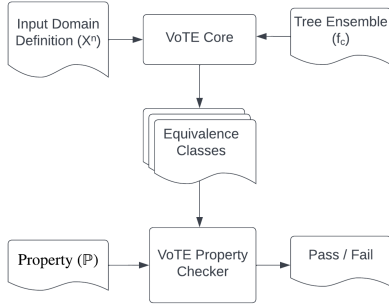 Input Domain
Definition (Xⁿ)
VoTE Core
Tree Ensemble
(f꜀)
Equivalence
Classes
Property (ℙ)
VoTE Property
Checker
Pass / Fail